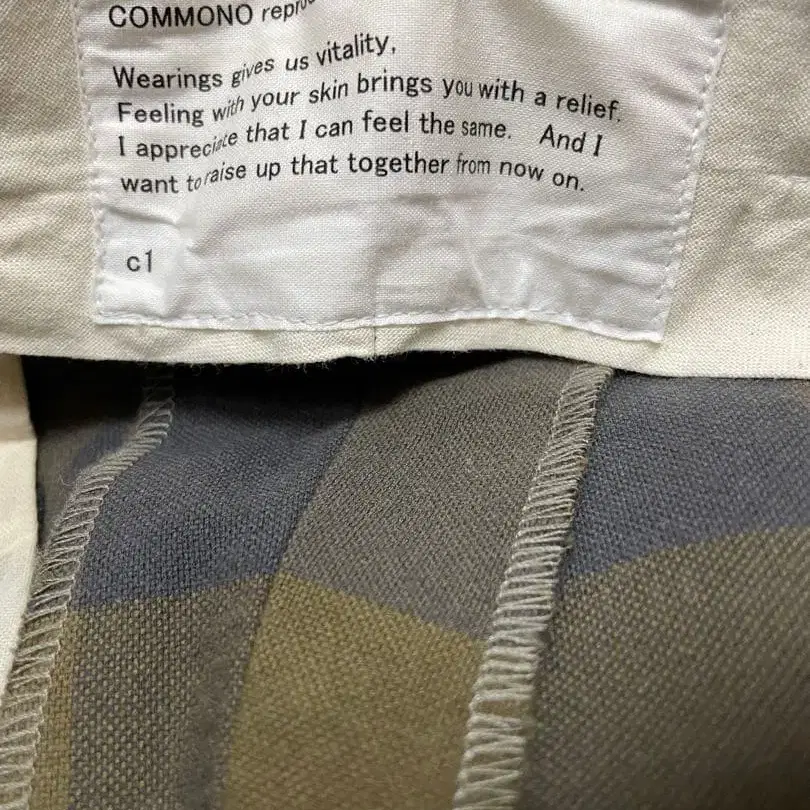 COMMONO
Wearings gives us vitality,
Feeling with your skin brings you with a relief.
I appreciate that I can feel the same. And I
want to raise up that together from now on.
c1